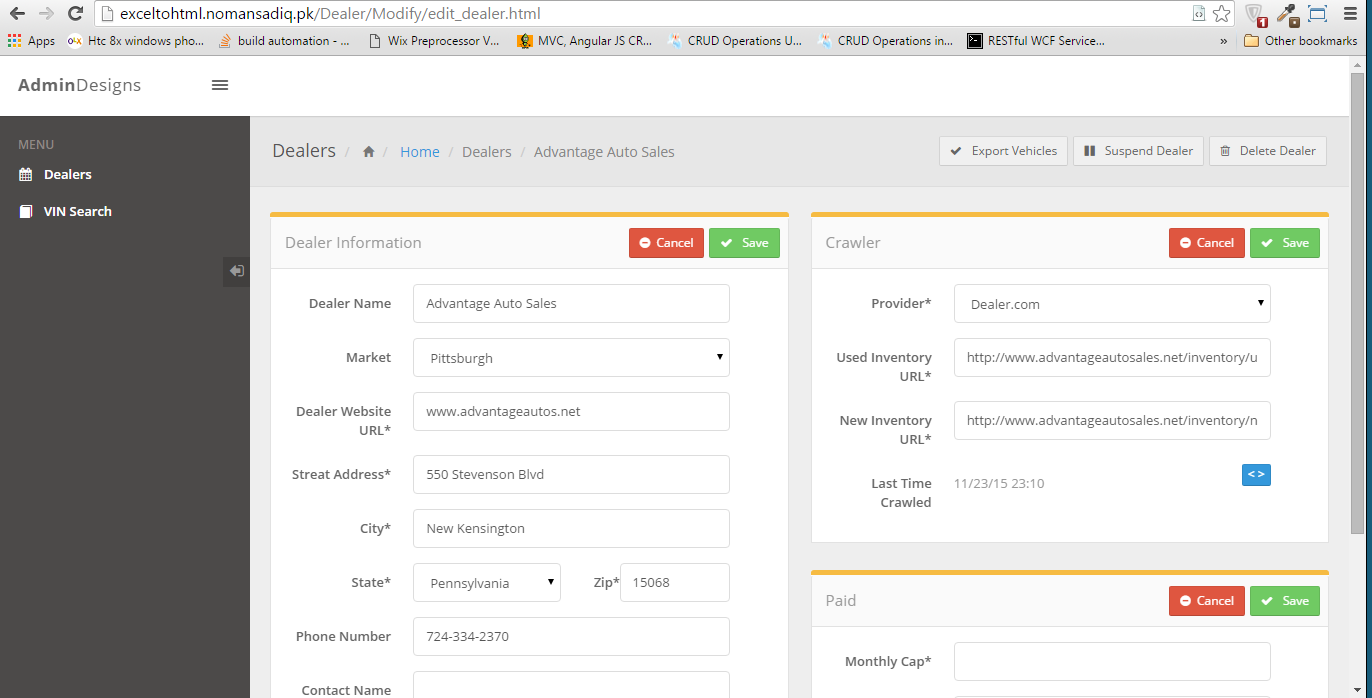 exceltohtml.nomansadiq.pk/Dealer/Modify/edit_dealer.html
1
Apps
Htc 8x windows pho...
build automation - ...
Wix Preprocessor V...
MVC, Angular JS CR...
CRUD Operations U...
CRUD Operations in...
RESTful WCF Service...
»
Other bookmarks
AdminDesigns
MENU
Dealers
VIN Search
Dealers / / Home / Dealers / Advantage Auto Sales
Export Vehicles
Suspend Dealer
Delete Dealer
Dealer Information
Cancel
Save
Dealer Name
Advantage Auto Sales
Market
Pittsburgh
Dealer Website
URL*
www.advantageautos.net
Streat Address*
550 Stevenson Blvd
City*
New Kensington
State*
Pennsylvania
Zip*
15068
Phone Number
724-334-2370
Contact Name
Crawler
Cancel
Save
Provider*
Dealer.com
Used Inventory
URL*
http://www.advantageautosales.net/inventory/u
New Inventory
URL*
http://www.advantageautosales.net/inventory/n
Last Time
Crawled
11/23/15 23:10
<>
Paid
Cancel
Save
Monthly Cap*